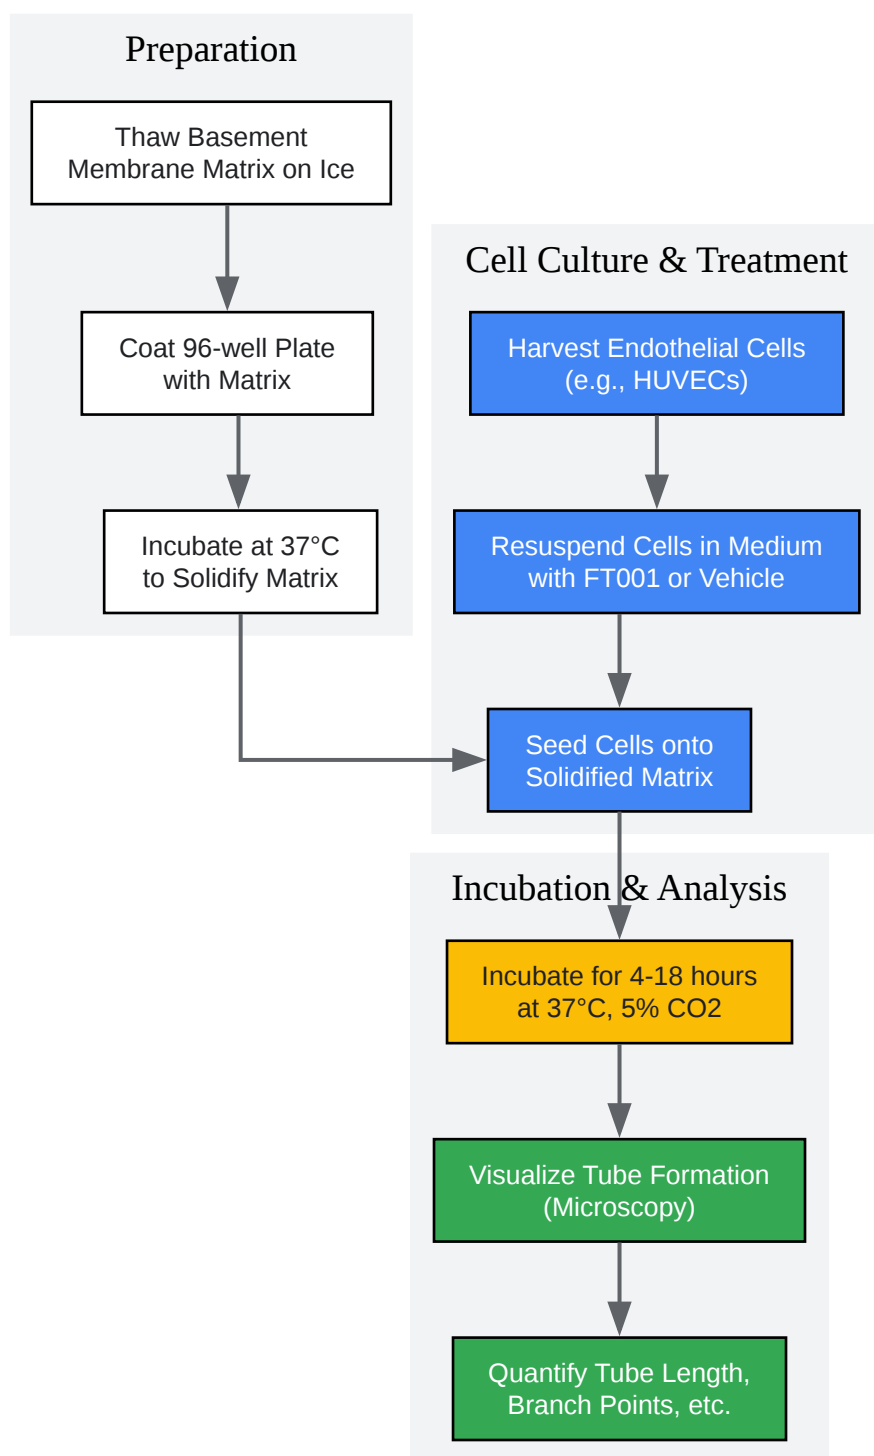 Preparation
Thaw Basement
Membrane Matrix on Ice
Coat 96-well Plate
with Matrix
Incubate at 37°C
to Solidify Matrix
Cell Culture & Treatment
Harvest Endothelial Cells
(e.g., HUVECs)
Resuspend Cells in Medium
with FT001 or Vehicle
Seed Cells onto
Solidified Matrix
Incubation & Analysis
Incubate for 4-18 hours
at 37°C, 5% CO2
Visualize Tube Formation
(Microscopy)
Quantify Tube Length,
Branch Points, etc.